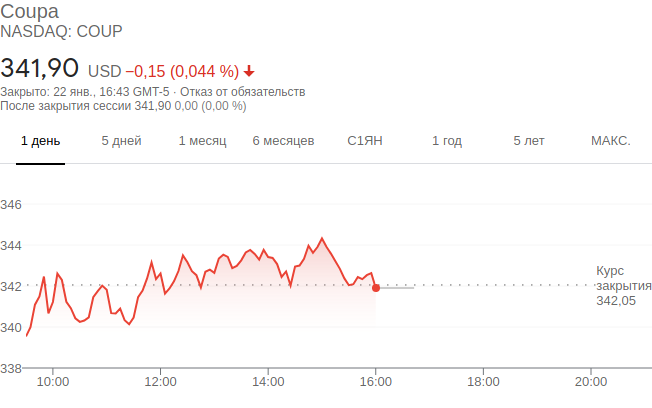 Coupa
NASDAQ: COUP
341,90 USD −0,15 (0,044 %)
Закрыто: 22 янв., 16:43 GMT-5 · Отказ от обязательств
После закрытия сессии 341,90 0,00 (0,00 %)
1 день 5 дней 1 месяц 6 месяцев С1ЯН 1 год 5 лет МАКС.
346
344
342
340
338
Курс
закрытия
342,05
10:00 12:00 14:00 16:00 18:00 20:00